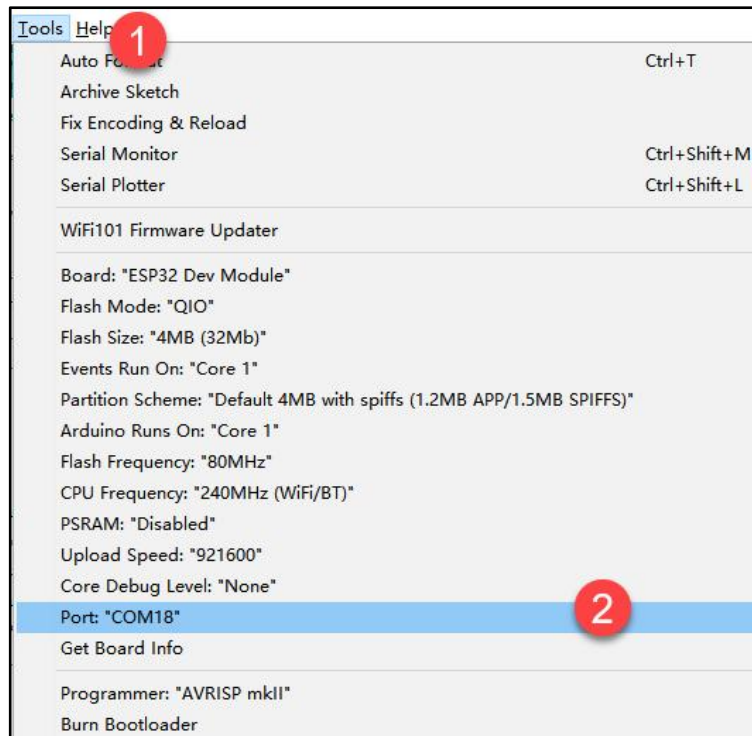 Tools Help
1
Auto Format Ctrl+T
Archive Sketch
Fix Encoding & Reload
Serial Monitor Ctrl+Shift+M
Serial Plotter Ctrl+Shift+L
WiFi101 Firmware Updater
Board: "ESP32 Dev Module"
Flash Mode: "QIO"
Flash Size: "4MB (32Mb)"
Events Run On: "Core 1"
Partition Scheme: "Default 4MB with spiffs (1.2MB APP/1.5MB SPIFFS)"
Arduino Runs On: "Core 1"
Flash Frequency: "80MHz"
CPU Frequency: "240MHz (WiFi/BT)"
PSRAM: "Disabled"
Upload Speed: "921600"
Core Debug Level: "None"
Port: "COM18" 2
Get Board Info
Programmer: "AVRISP mkII"
Burn Bootloader